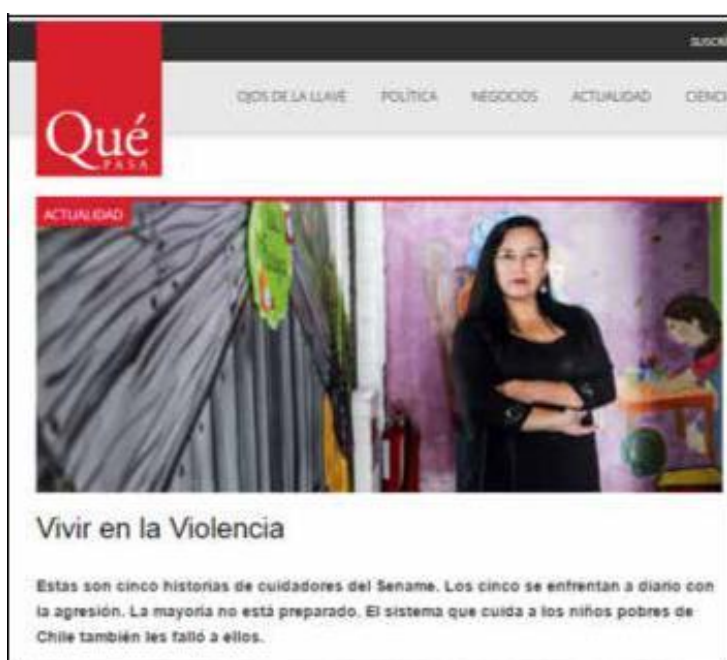 Qué
PASA
OJOS DE LA LLAVE POLÍTICA NEGOCIOS ACTUALIDAD
ACTUALIDAD
Vivir en la Violencia
Estas son cinco historias de cuidadores del Sename. Los cinco se enfrentan a diario con
la agresión. La mayoría no está preparado. El sistema que cuida a los niños pobres de
Chile también les falló a ellos.